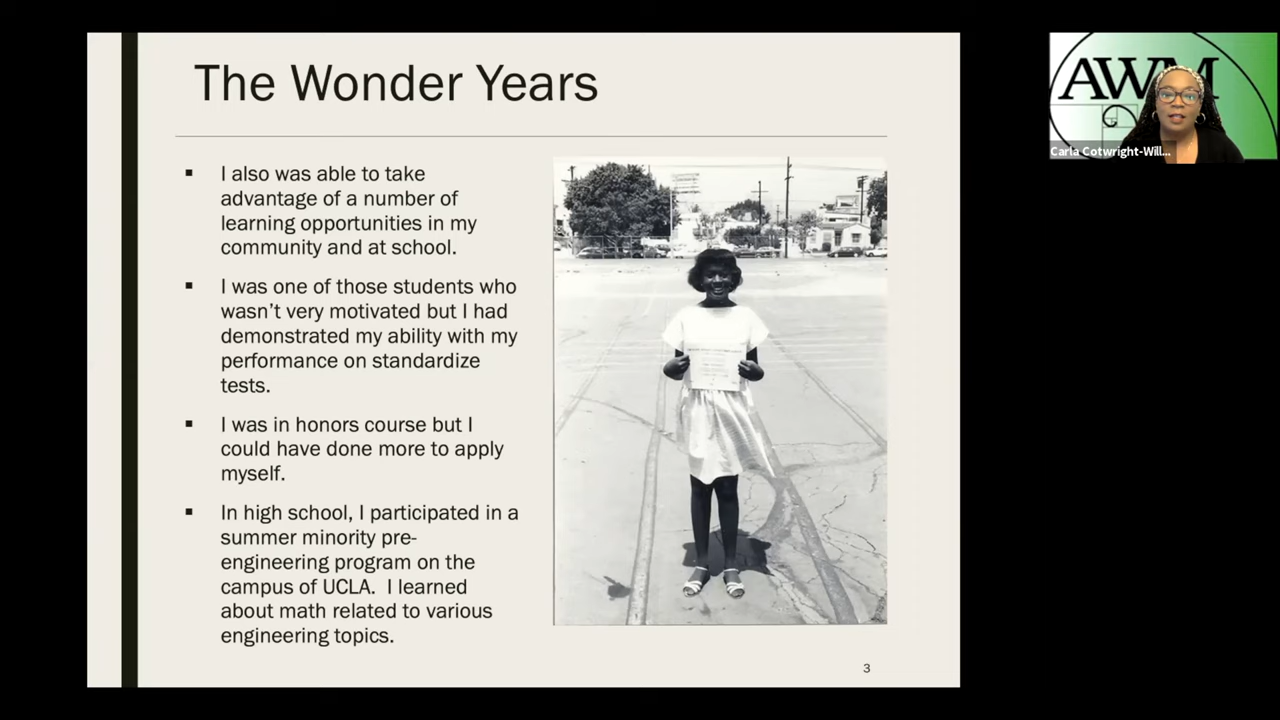 The Wonder Years
I also was able to take
advantage of a number of
learning opportunities in my
community and at school.
I was one of those students who
wasn't very motivated but I had
demonstrated my ability with my
performance on standardize
tests.
I was in honors course but I
could have done more to apply
myself.
In high school, I participated in a
summer minority pre-
engineering program on the
campus of UCLA.  I learned
about math related to various
engineering topics.
3
AWM
Carla Cotwright-Will...